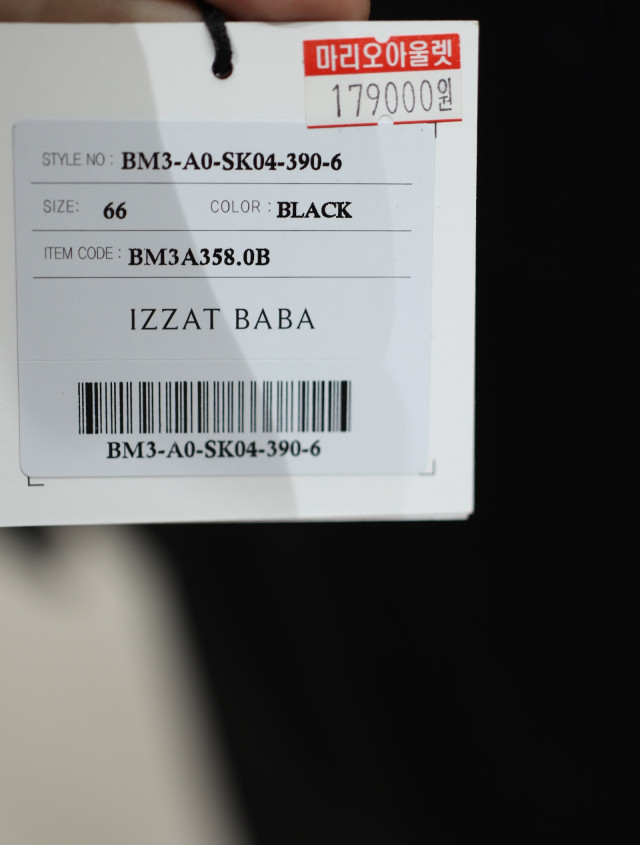 마리오아울렛
179000원
STYLE NO : BM3-A0-SK04-390-6
SIZE: 66 COLOR : BLACK
ITEM CODE : BM3A358.0B
IZZAT BABA
BM3-A0-SK04-390-6